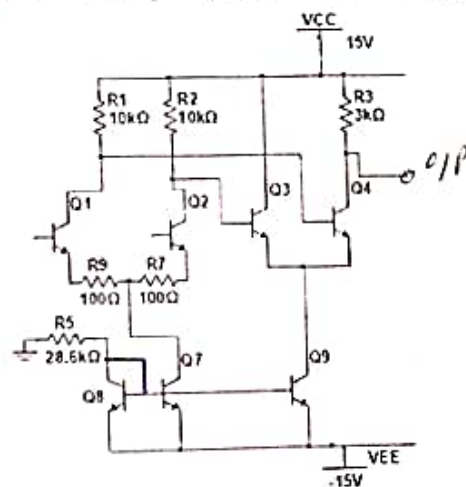 VCC
15V
R1
10kΩ
R2
10kΩ
R3
3kΩ
O/P
Q1
Q2
Q3
Q4
R9
100Ω
R7
100Ω
R5
28.6kΩ
Q7
Q9
Q8
VEE
-15V